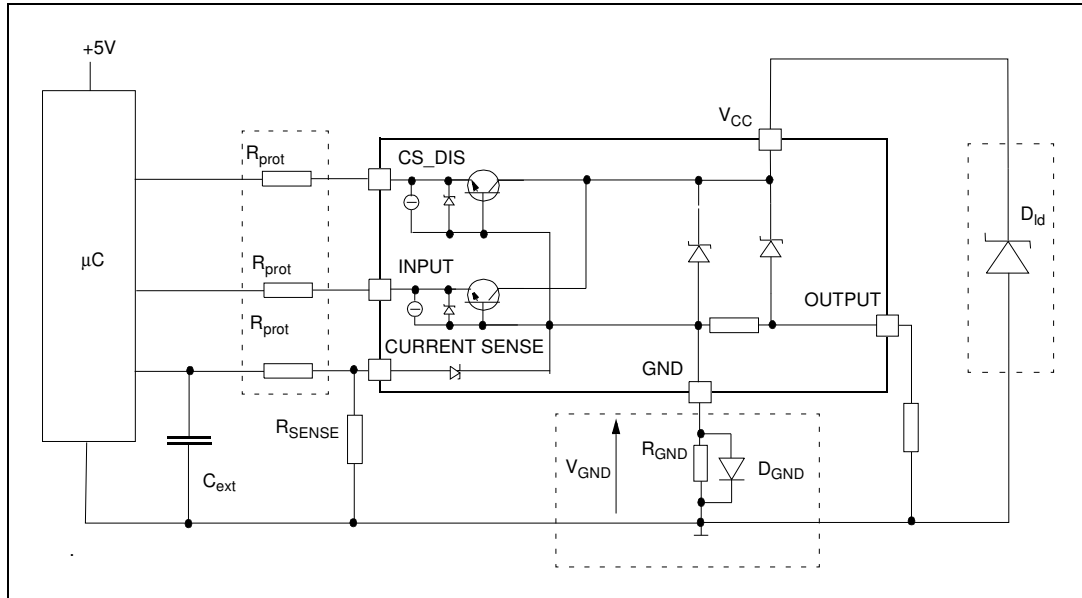 +5V
V_CC
R_prot
CS_DIS
D_ld
μC
R_prot
INPUT
OUTPUT
R_prot
CURRENT SENSE
GND
R_SENSE
R_GND
V_GND
D_GND
C_ext
.